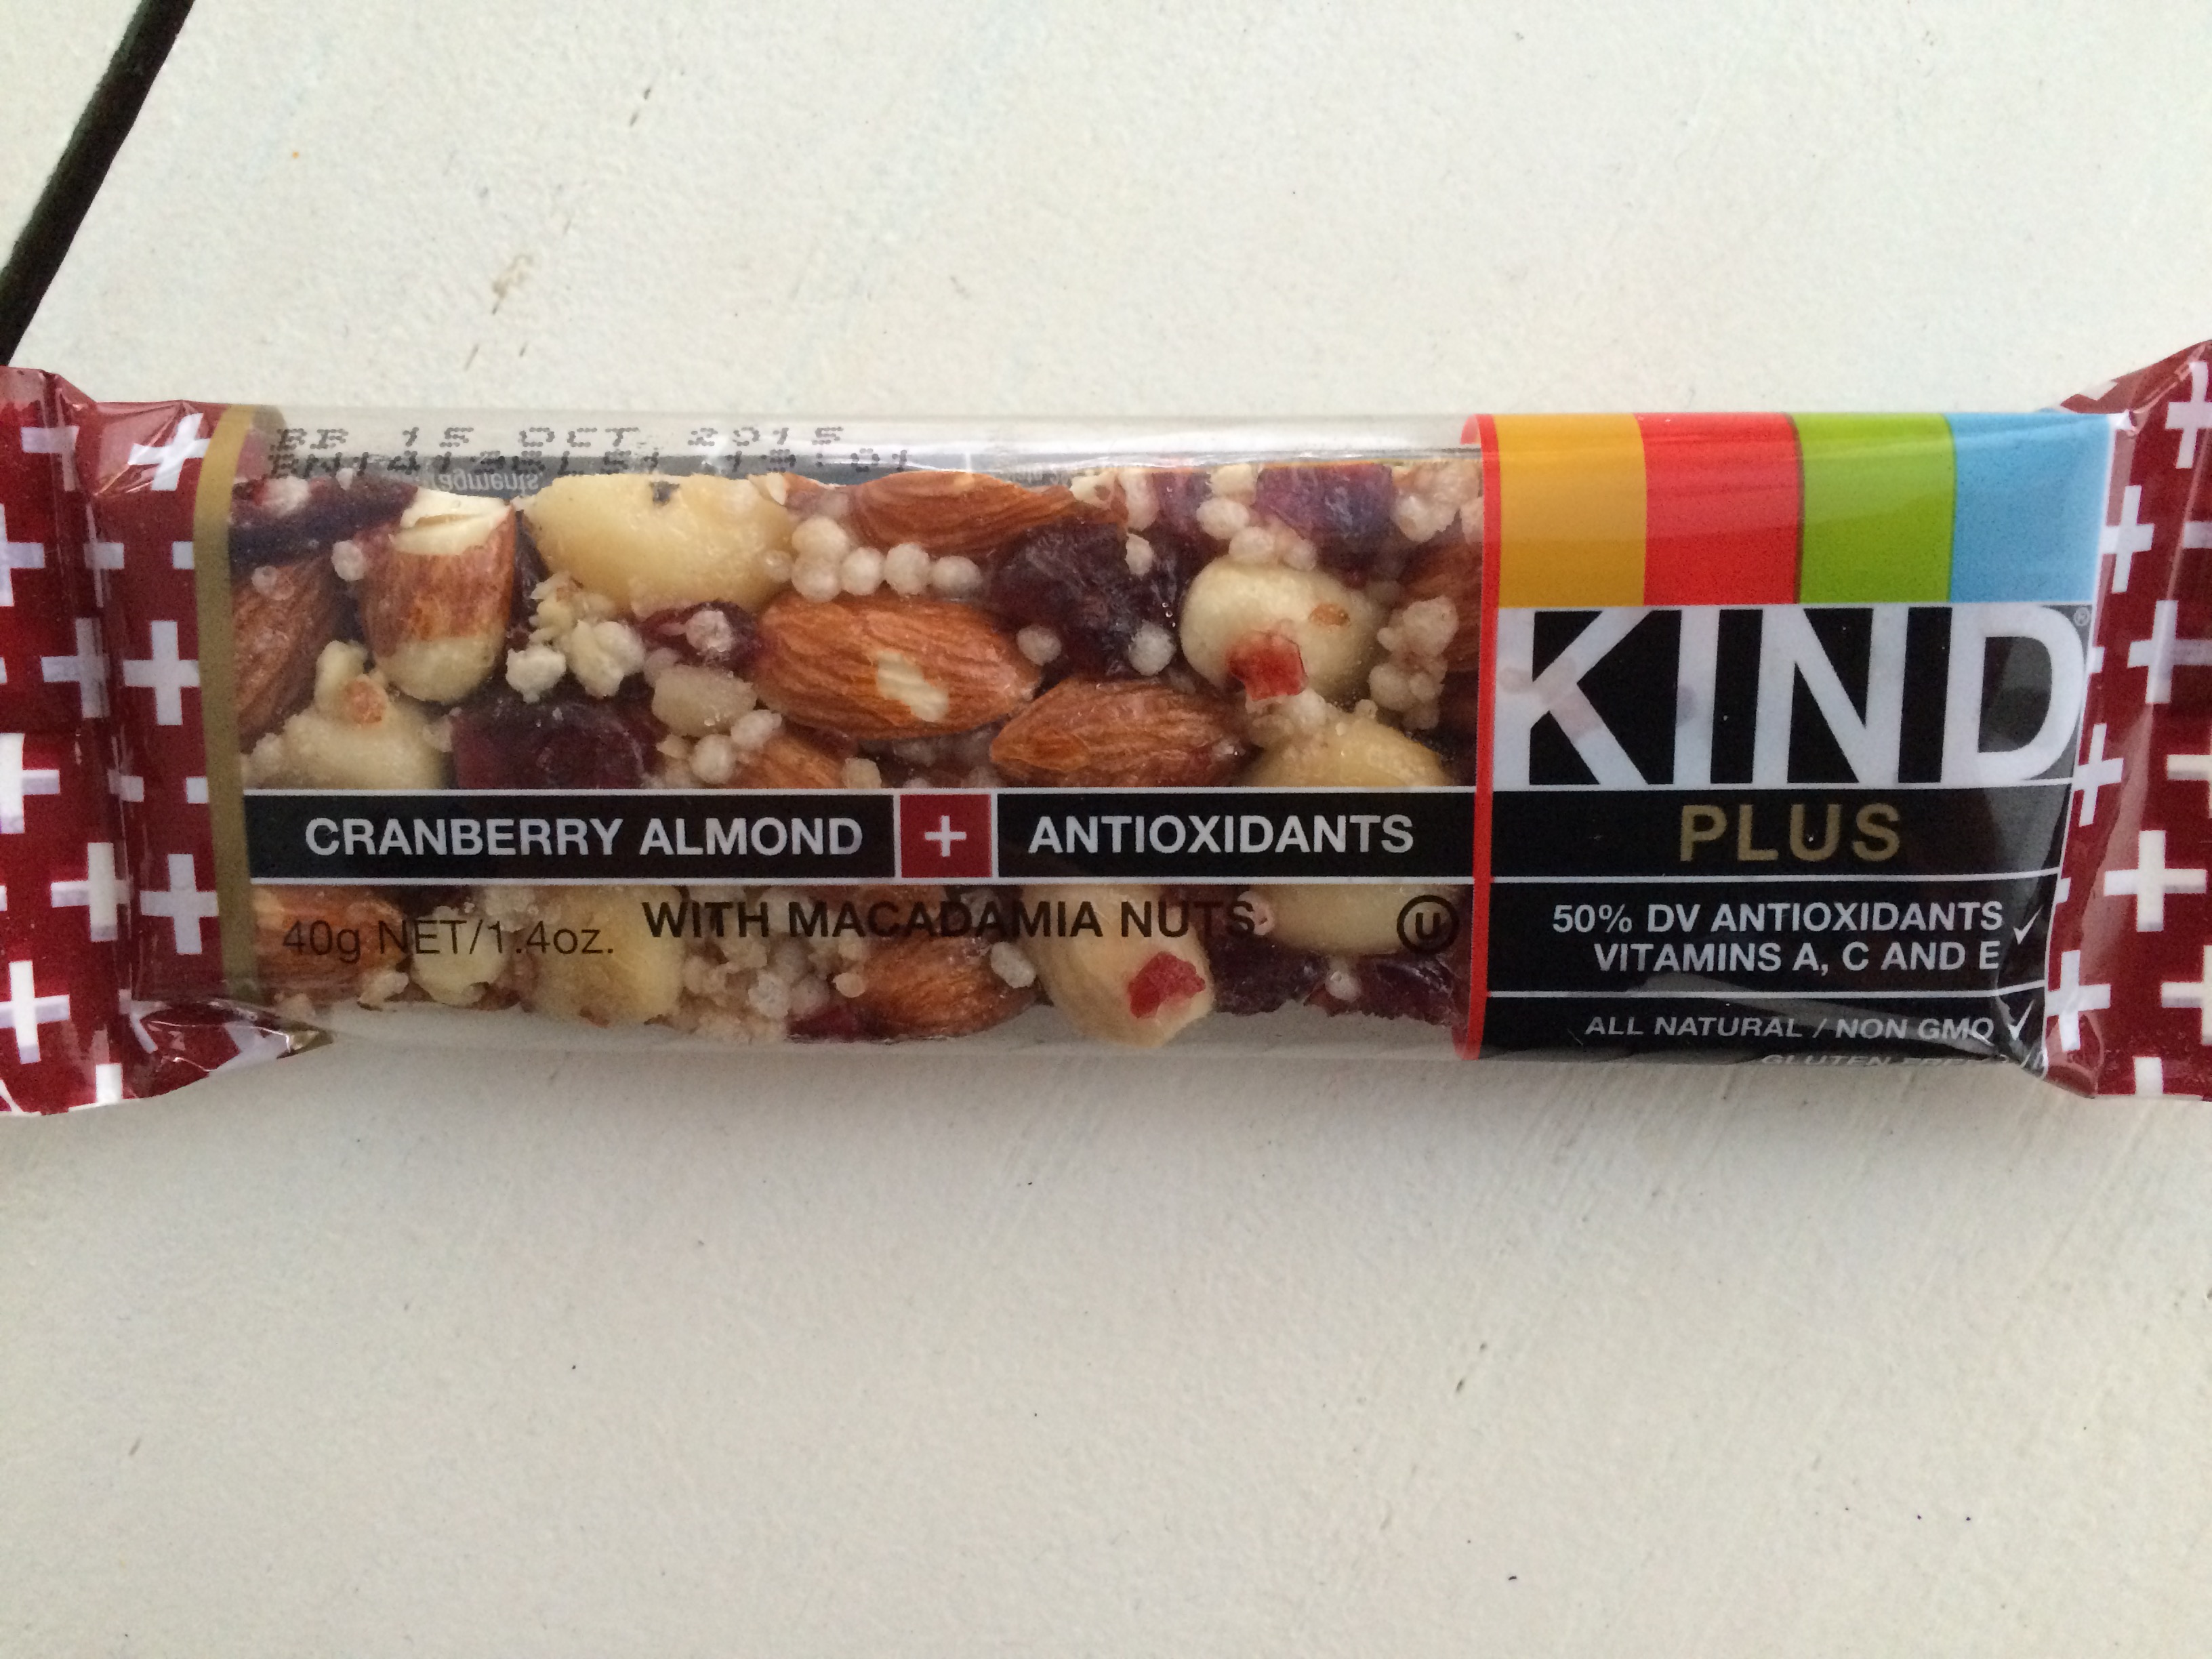 KIND®
PLUS
50% DV ANTIOXIDANTS
VITAMINS A, C AND E
ALL NATURAL / NON GMO
CRANBERRY ALMOND + ANTIOXIDANTS
40g NET/1.4oz. WITH MACADAMIA NUTS
U
BB 15 OCT 2015